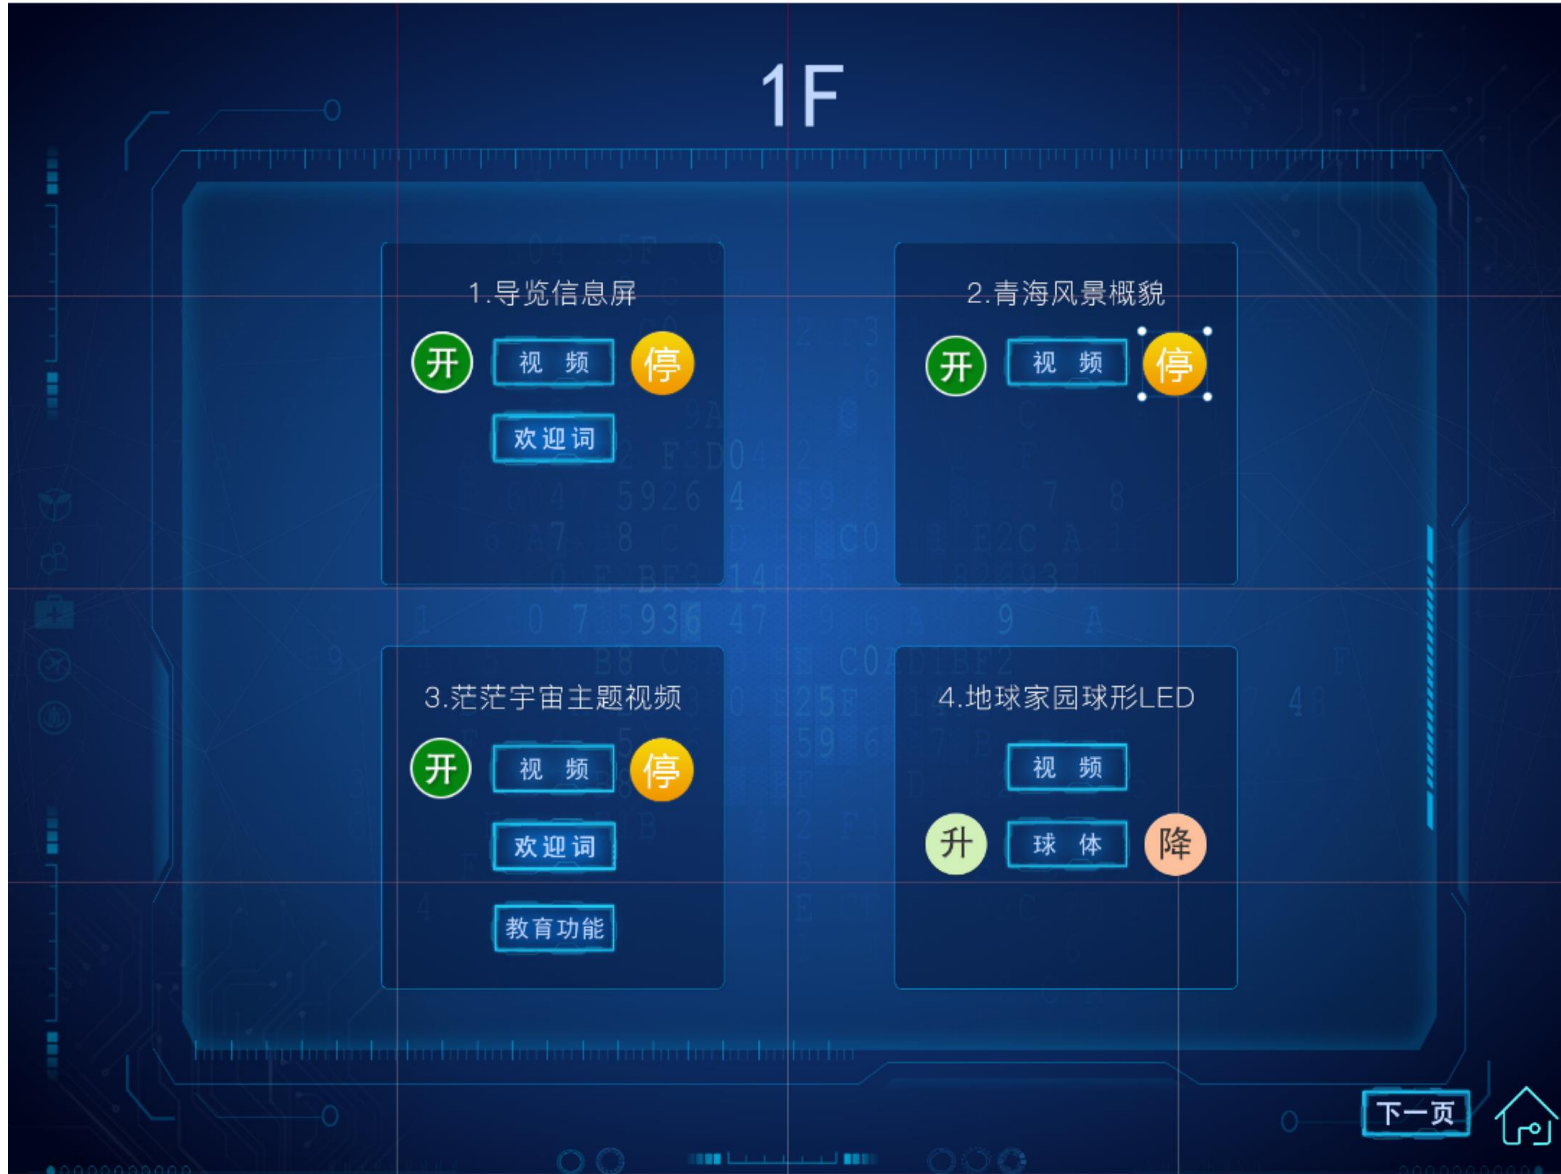 1F
1.导览信息屏
开 视 频 停
欢迎词
2.青海风景概貌
开 视 频 停
3.茫茫宇宙主题视频
开 视 频 停
欢迎词
教育功能
4.地球家园球形LED
视 频
升 球 体 降
下一页